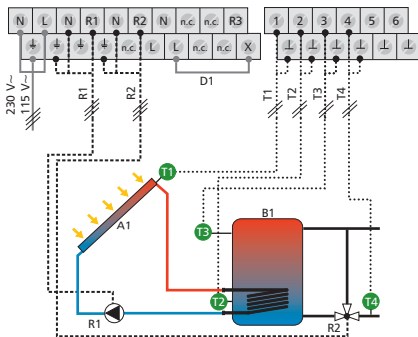 N L N R1 N R2 N n.c. n.c. R3
n.c. L L n.c. n.c. X
D1
1 2 3 4 5 6
230 V~
115 V~
R1
R2
T1
T2
T3
T4
T1
A1
B1
T3
T2
T4
R1
R2